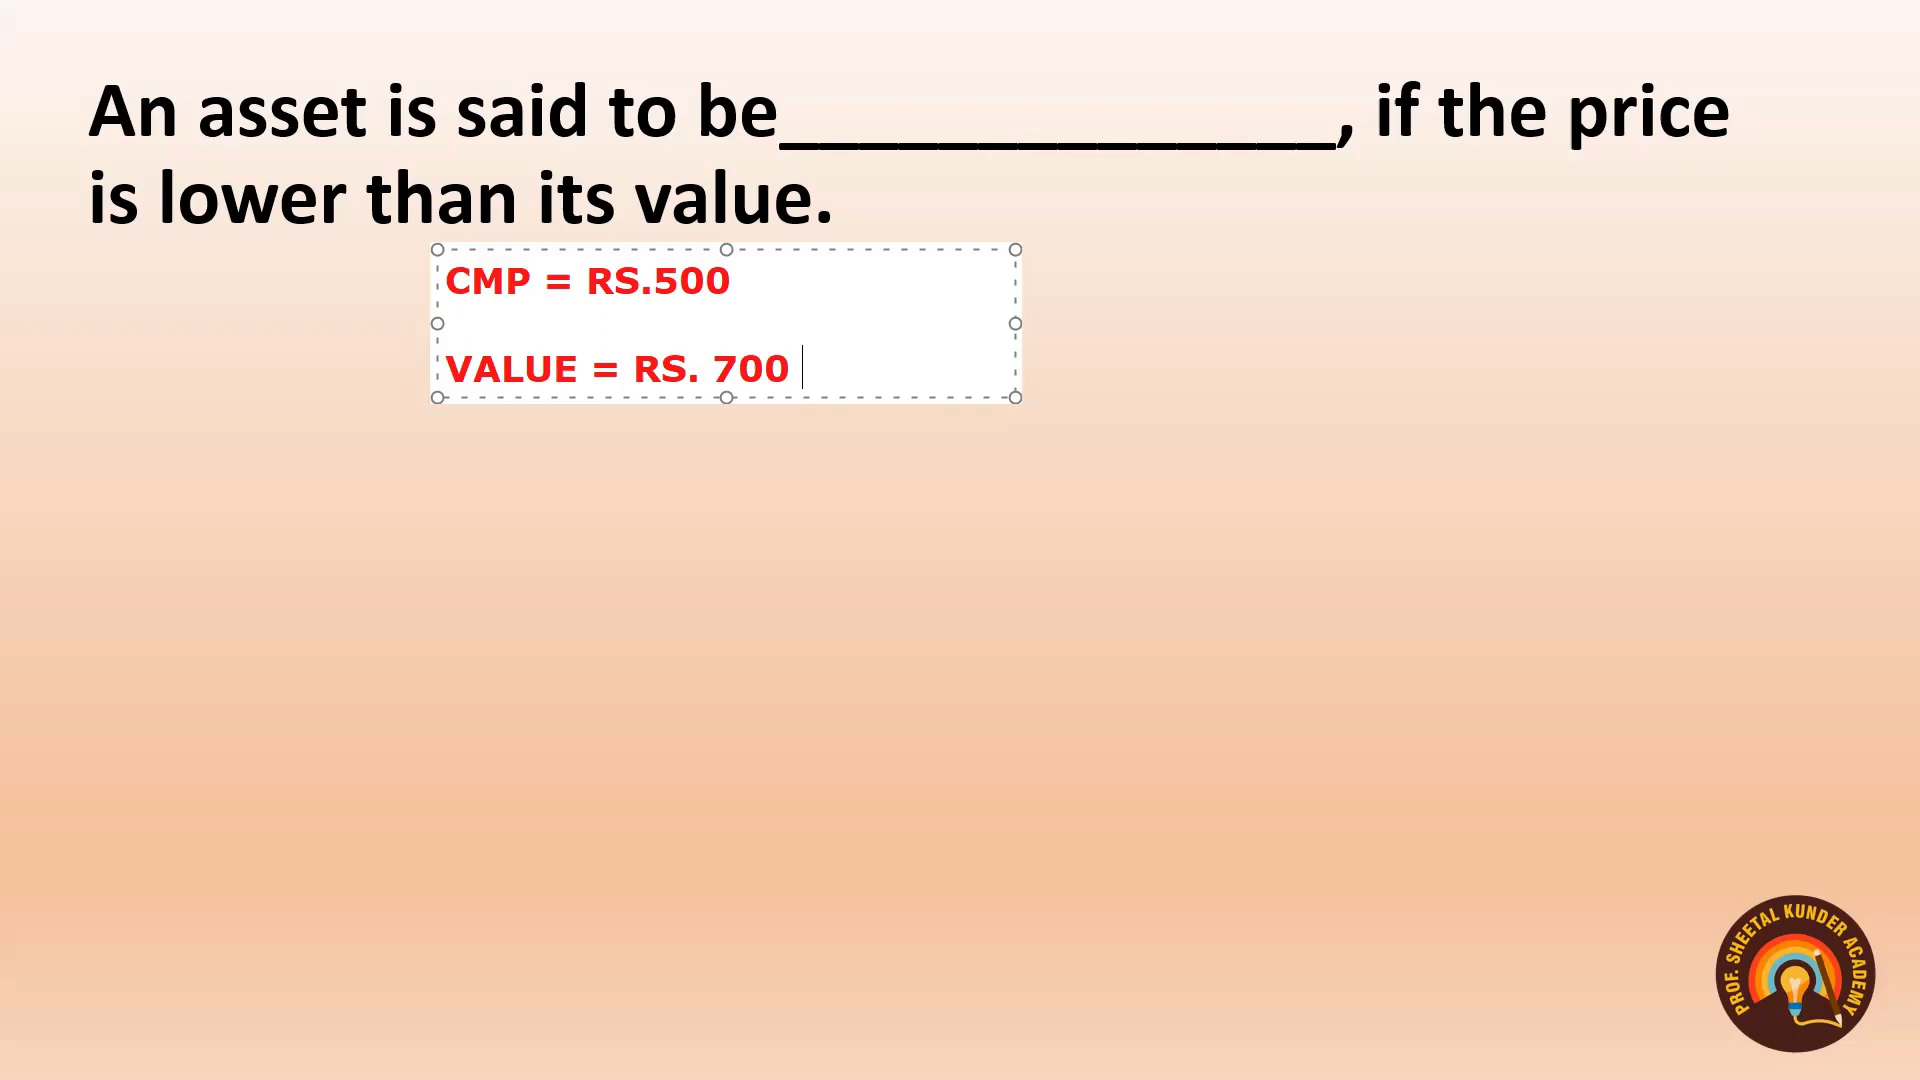 An asset is said to be______________, if the price
is lower than its value.
CMP = RS.500
VALUE = RS. 700
PROF. SHEETAL KUNDER ACADEMY